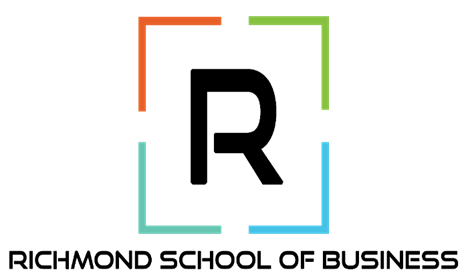 R
RICHMOND SCHOOL OF BUSINESS